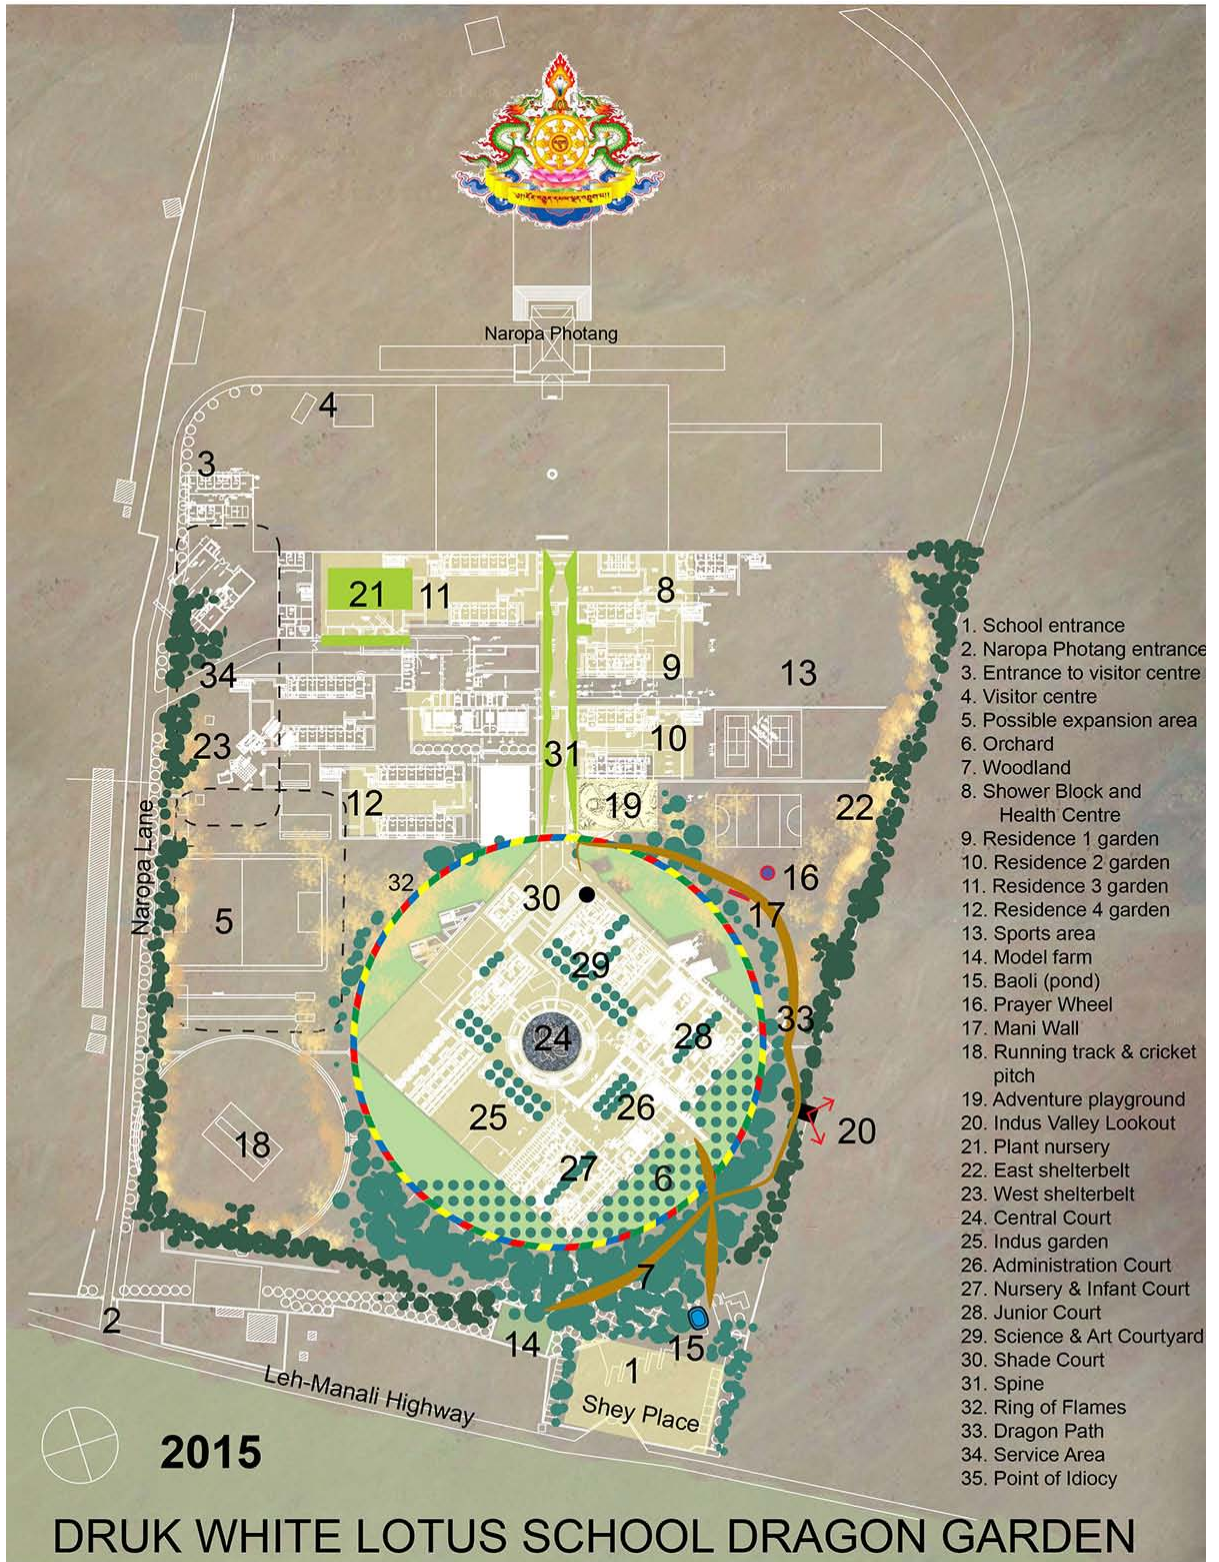 Naropa Photang
4
3
21
11
8
34
9
13
23
31
10
12
19
22
Naropa Lane
32
30
16
17
5
29
24
28
33
25
26
20
18
27
6
7
2
14
15
1
Shey Place
Leh-Manali Highway
1. School entrance
2. Naropa Photang entrance
3. Entrance to visitor centre
4. Visitor centre
5. Possible expansion area
6. Orchard
7. Woodland
8. Shower Block and
Health Centre
9. Residence 1 garden
10. Residence 2 garden
11. Residence 3 garden
12. Residence 4 garden
13. Sports area
14. Model farm
15. Baoli (pond)
16. Prayer Wheel
17. Mani Wall
18. Running track & cricket
pitch
19. Adventure playground
20. Indus Valley Lookout
21. Plant nursery
22. East shelterbelt
23. West shelterbelt
24. Central Court
25. Indus garden
26. Administration Court
27. Nursery & Infant Court
28. Junior Court
29. Science & Art Courtyard
30. Shade Court
31. Spine
32. Ring of Flames
33. Dragon Path
34. Service Area
35. Point of Idiocy
2015
DRUK WHITE LOTUS SCHOOL DRAGON GARDEN